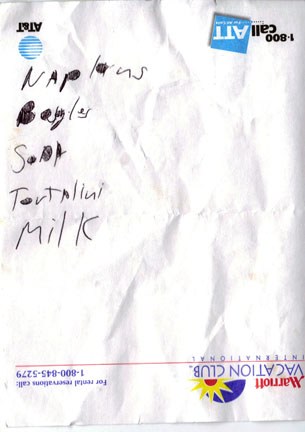 Napkins
Bagles
Soda
Tortalini
Milk
Marriott
VACATION CLUB
INTERNATIONAL
For rental reservations call:
1-800-845-5279
1-800
call ATT
AT&T